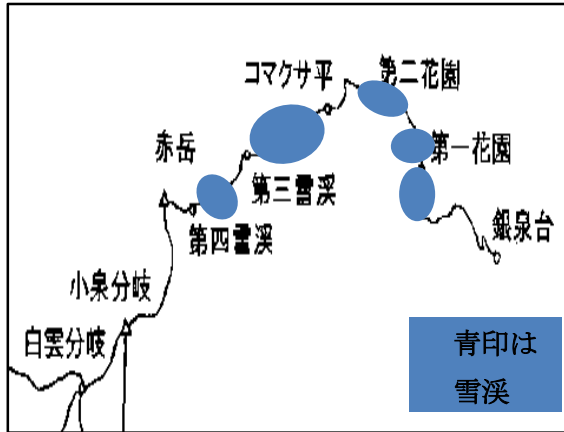 コマクサ平
第二花園
赤岳
第一花園
第三雪渓
銀泉台
第四雪渓
小泉分岐
白雲分岐
青印は
雪渓